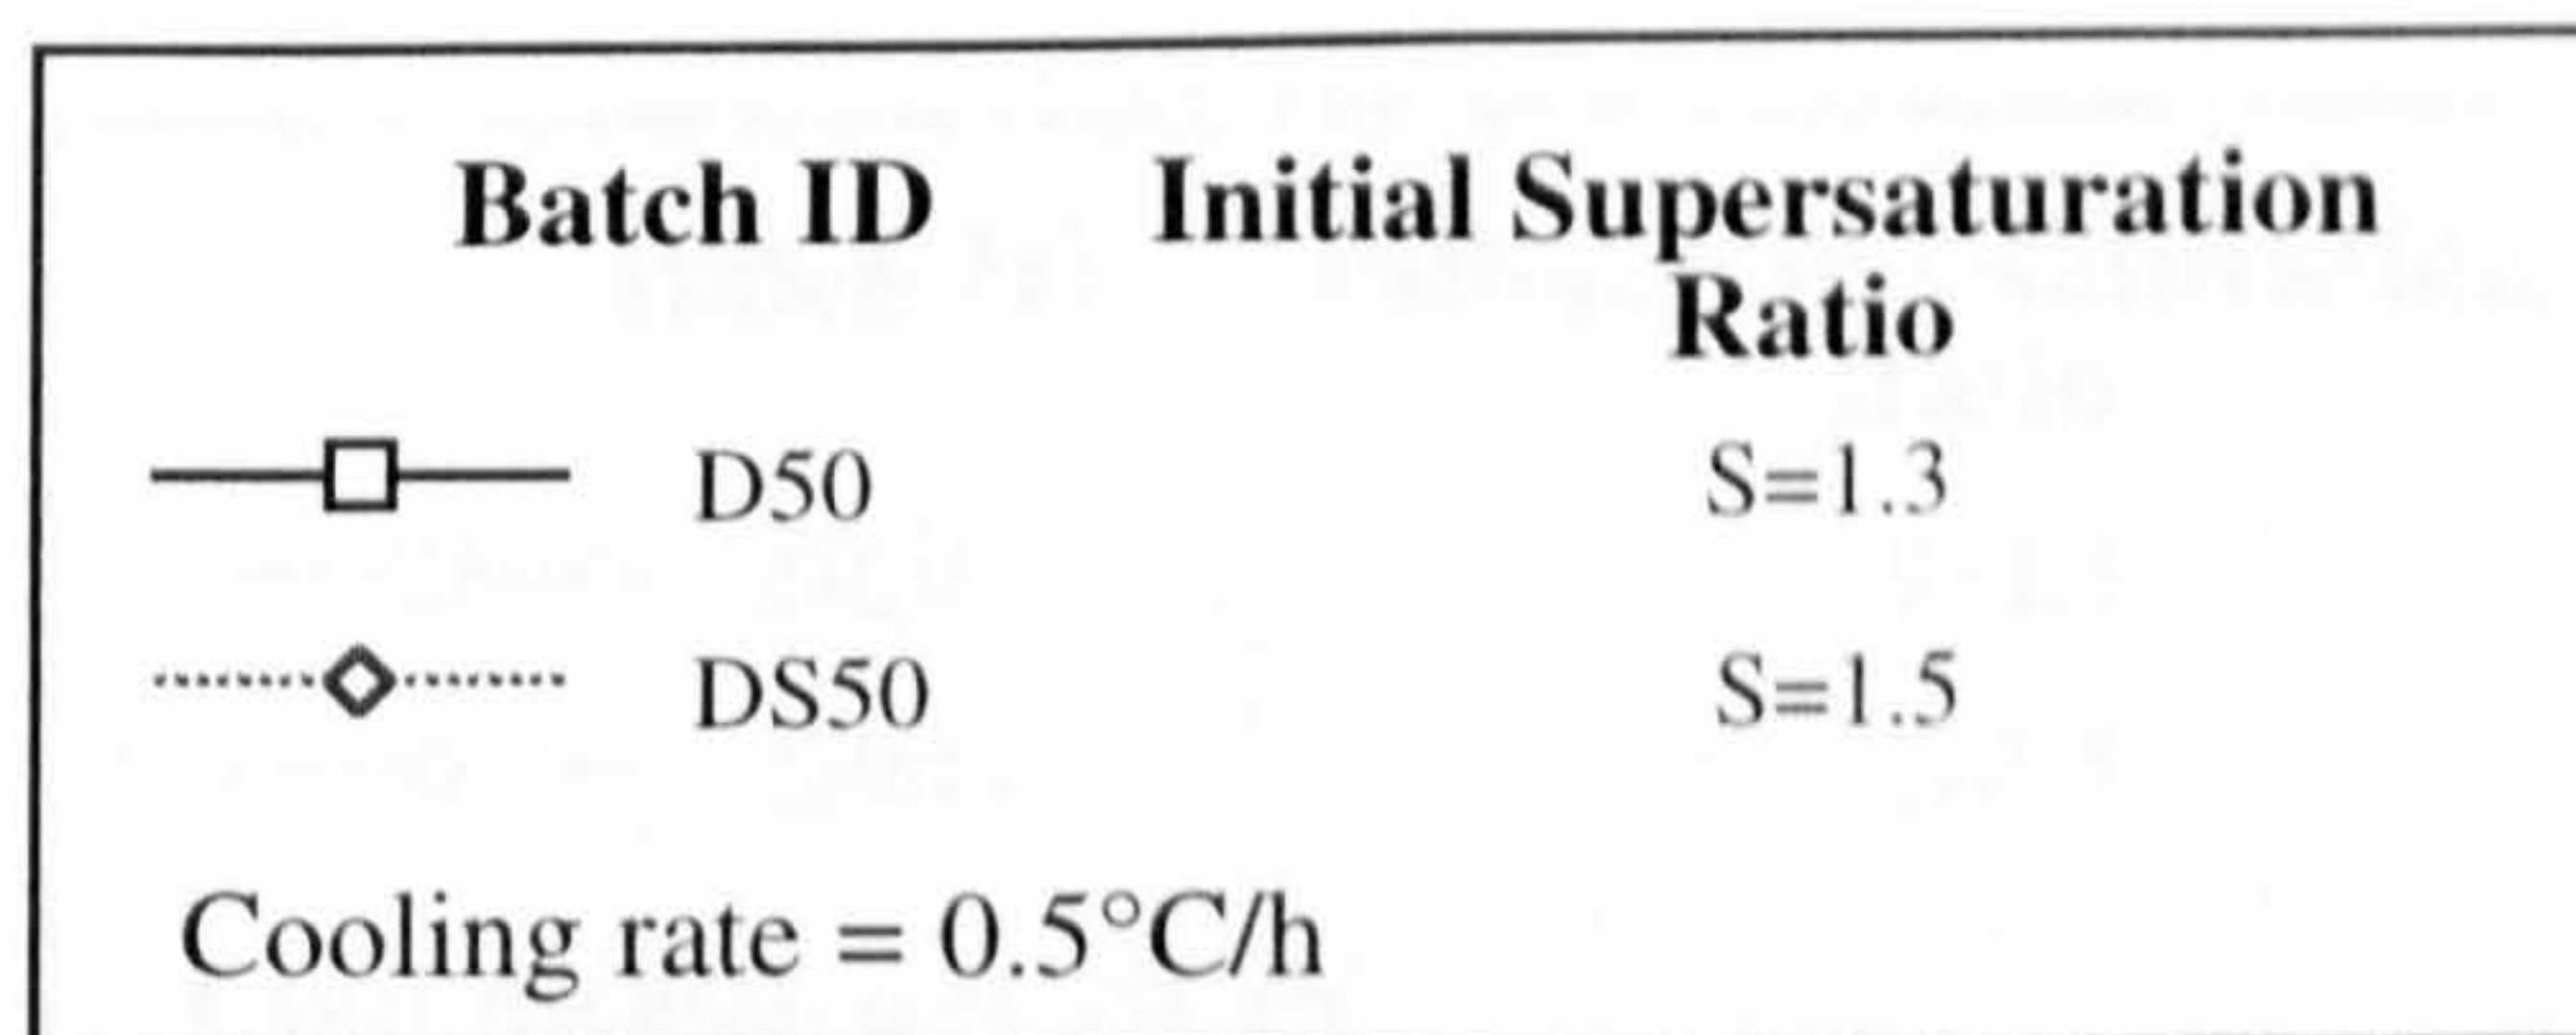 Batch ID Initial Supersaturation
Ratio
D50 S=1.3
DS50 S=1.5
Cooling rate = 0.5°C/h